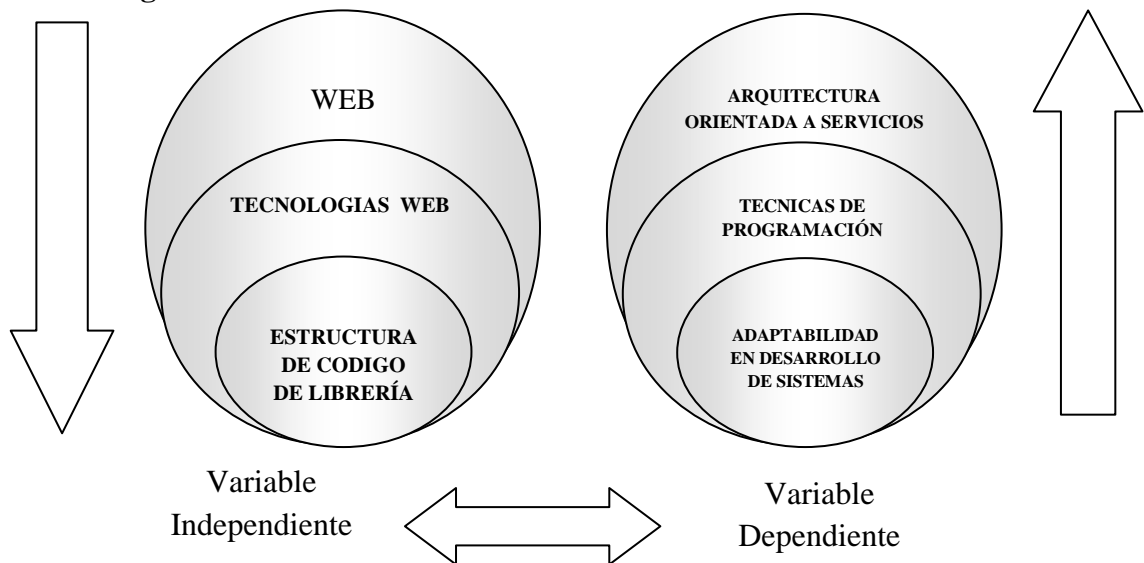 WEB
TECNOLOGIAS WEB
ESTRUCTURA
DE CODIGO
DE LIBRERÍA
ARQUITECTURA
ORIENTADA A SERVICIOS
TECNICAS DE
PROGRAMACIÓN
ADAPTABILIDAD
EN DESARROLLO
DE SISTEMAS
Variable
Independiente
Variable
Dependiente